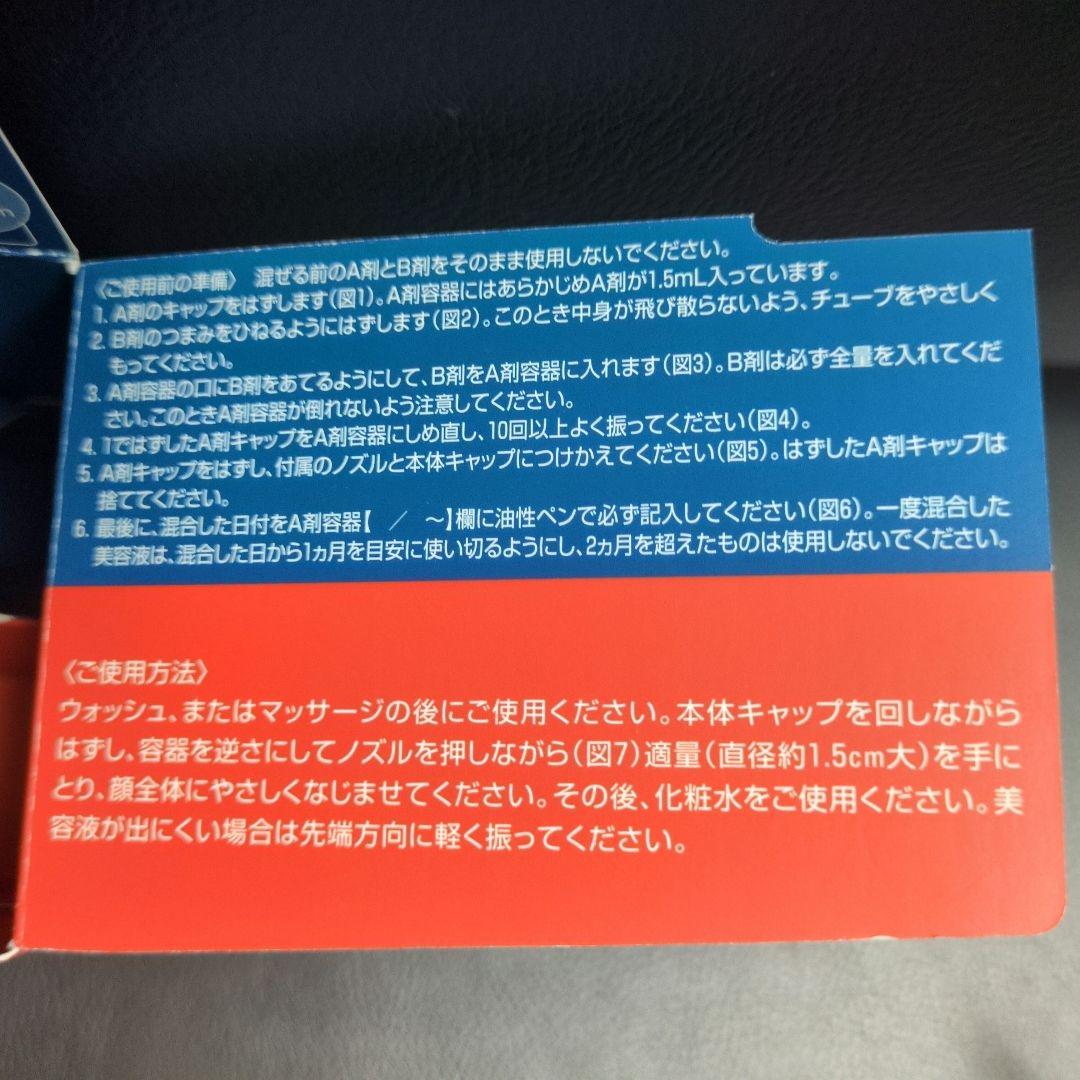 〈ご使用前の準備〉 混ぜる前のA剤とB剤をそのまま使用しないでください。
1. A剤のキャップをはずします(図1)。A剤容器にはあらかじめA剤が1.5mL入っています。
2. B剤のつまみをひねるようにはずします(図2)。このとき中身が飛び散らないよう、チューブをやさしく
もってください。
3. A剤容器の口にB剤をあてるようにして、B剤をA剤容器に入れます(図3)。B剤は必ず全量を入れてくだ
さい。このときA剤容器が倒れないよう注意してください。
4. 1ではずしたA剤キャップをA剤容器にしめ直し、10回以上よく振ってください(図4)。
5. A剤キャップをはずし、付属のノズルと本体キャップにつけかえてください(図5)。はずしたA剤キャップは
捨ててください。
6. 最後に、混合した日付をA剤容器【 / ~】欄に油性ペンで必ず記入してください(図6)。一度混合した
美容液は、混合した日から1ヵ月を目安に使い切るようにし、2ヵ月を超えたものは使用しないでください。
〈ご使用方法〉
ウォッシュ、またはマッサージの後にご使用ください。本体キャップを回しながら
はずし、容器を逆さにしてノズルを押しながら(図7)適量(直径約1.5cm大)を手に
とり、顔全体にやさしくなじませてください。その後、化粧水をご使用ください。美
容液が出にくい場合は先端方向に軽く振ってください。